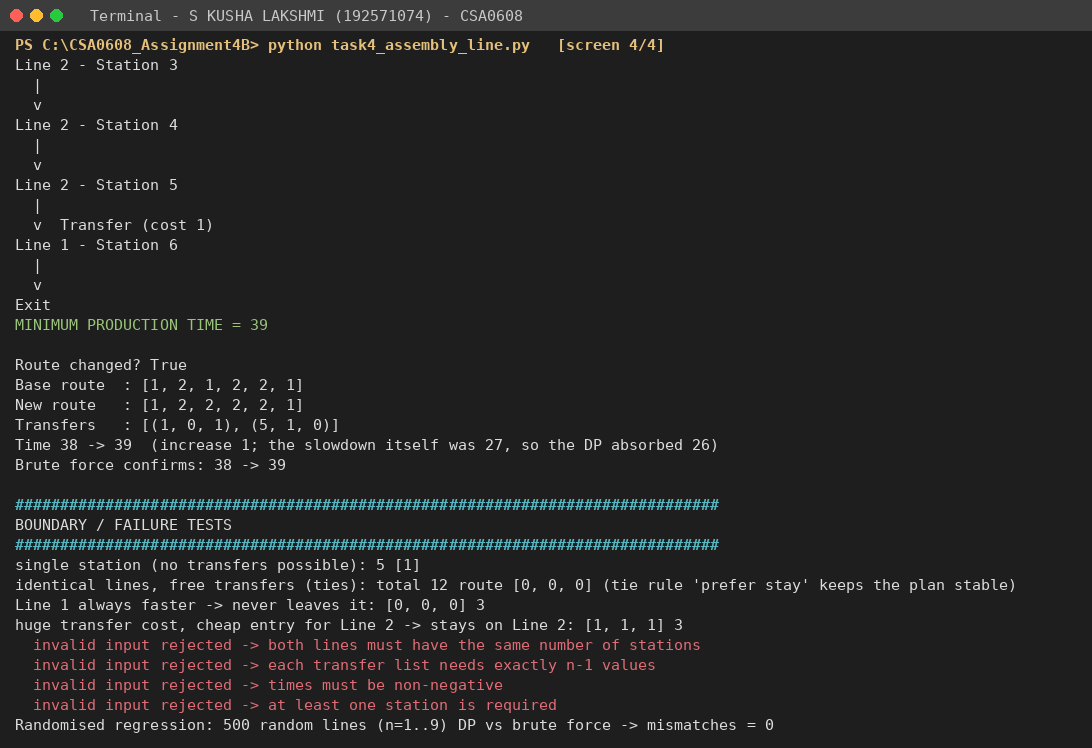 Terminal - S KUSHA LAKSHMI (192571074) - CSA0608
PS C:\CSA0608_Assignment4B> python task4_assembly_line.py   [screen 4/4]
Line 2 - Station 3
  |
  v
Line 2 - Station 4
  |
  v
Line 2 - Station 5
  |
  v  Transfer (cost 1)
Line 1 - Station 6
  |
  v
Exit
MINIMUM PRODUCTION TIME = 39

Route changed? True
Base route  : [1, 2, 1, 2, 2, 1]
New route   : [1, 2, 2, 2, 2, 1]
Transfers   : [(1, 0, 1), (5, 1, 0)]
Time 38 -> 39  (increase 1; the slowdown itself was 27, so the DP absorbed 26)
Brute force confirms: 38 -> 39

##############################################################################
BOUNDARY / FAILURE TESTS
##############################################################################
single station (no transfers possible): 5 [1]
identical lines, free transfers (ties): total 12 route [0, 0, 0] (tie rule 'prefer stay' keeps the plan stable)
Line 1 always faster -> never leaves it: [0, 0, 0] 3
huge transfer cost, cheap entry for Line 2 -> stays on Line 2: [1, 1, 1] 3
  invalid input rejected -> both lines must have the same number of stations
  invalid input rejected -> each transfer list needs exactly n-1 values
  invalid input rejected -> times must be non-negative
  invalid input rejected -> at least one station is required
Randomised regression: 500 random lines (n=1..9) DP vs brute force -> mismatches = 0